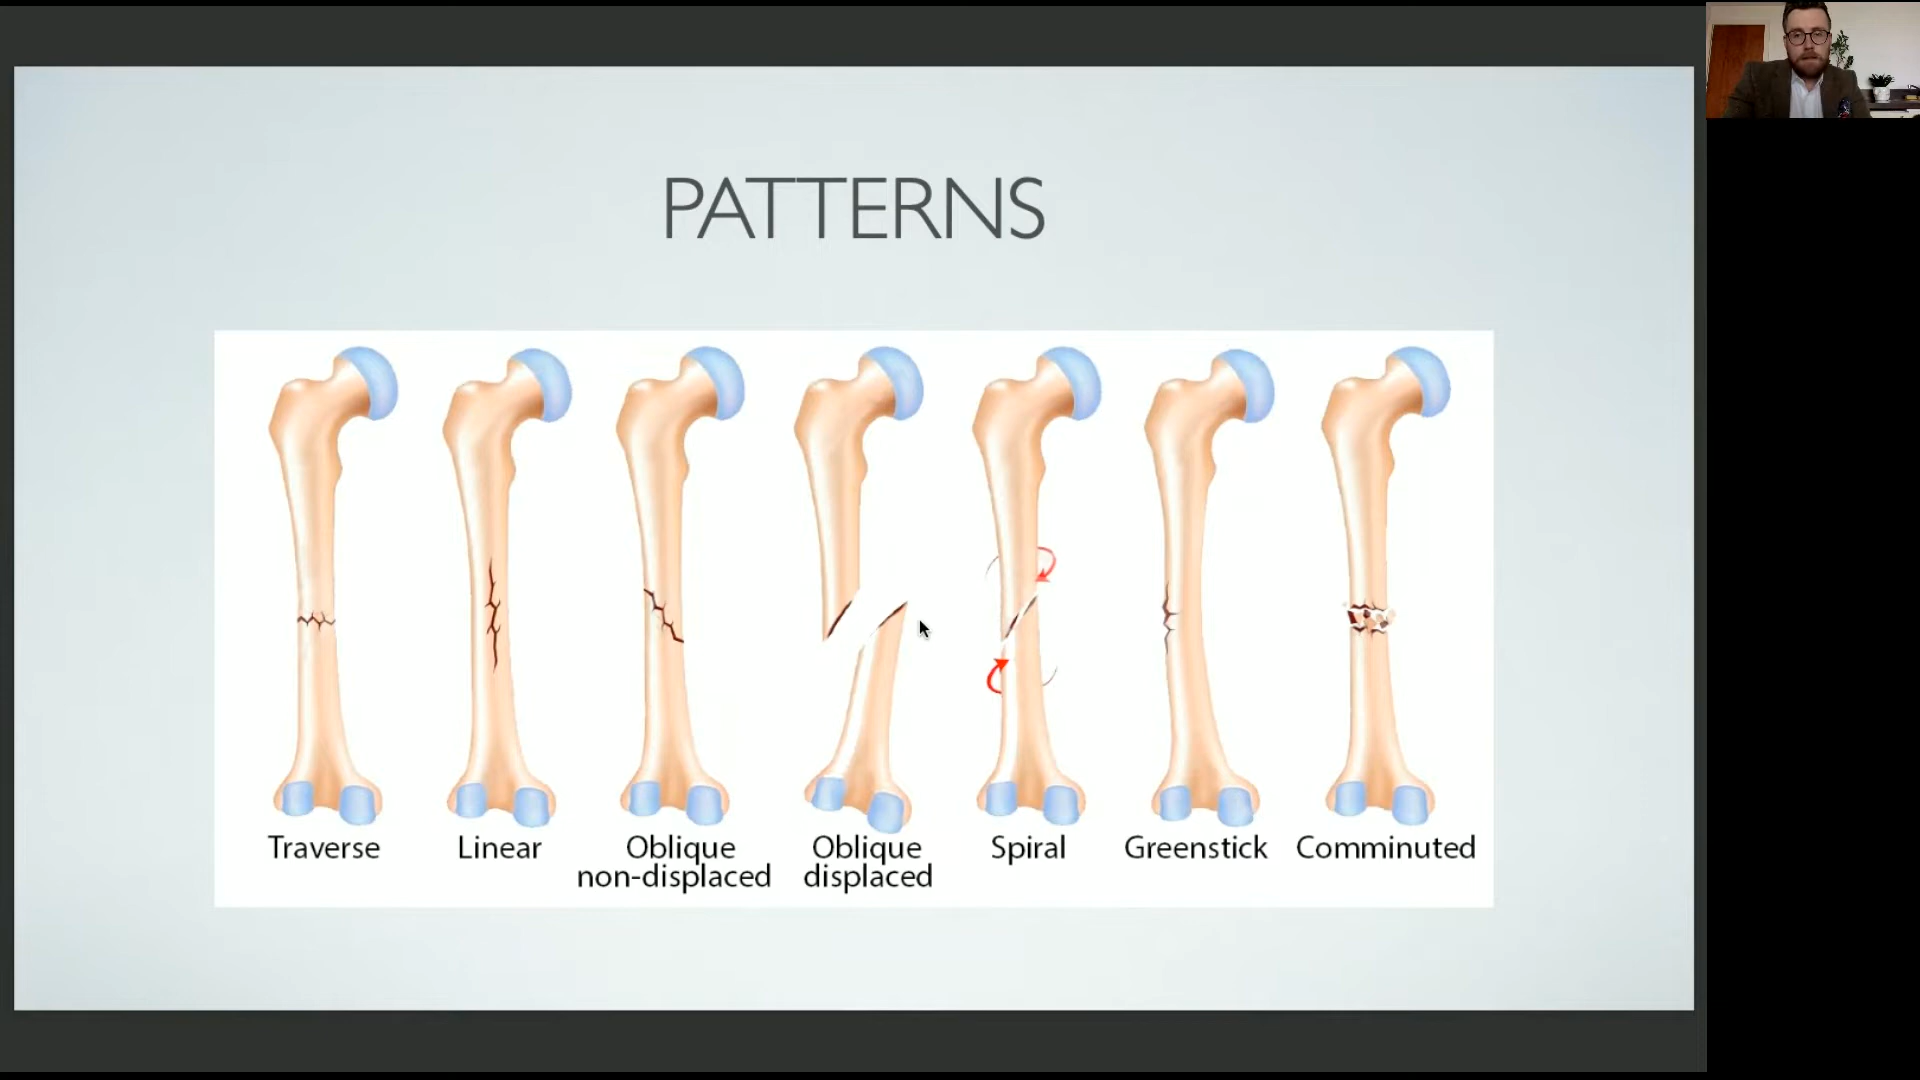 PATTERNS
Traverse
Linear
Oblique
non-displaced
Oblique
displaced
Spiral
Greenstick
Comminuted